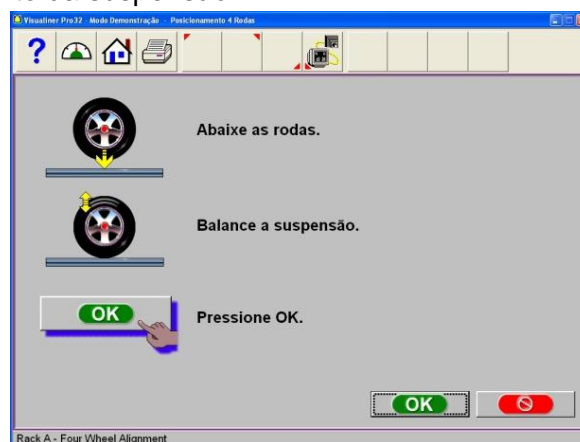 Visualiner Pro32 - Modo Demonstração - Posicionamento 4 Rodas
?
Abaixe as rodas.
Balance a suspensão.
OK
Pressione OK.
OK
Rack A - Four Wheel Alignment